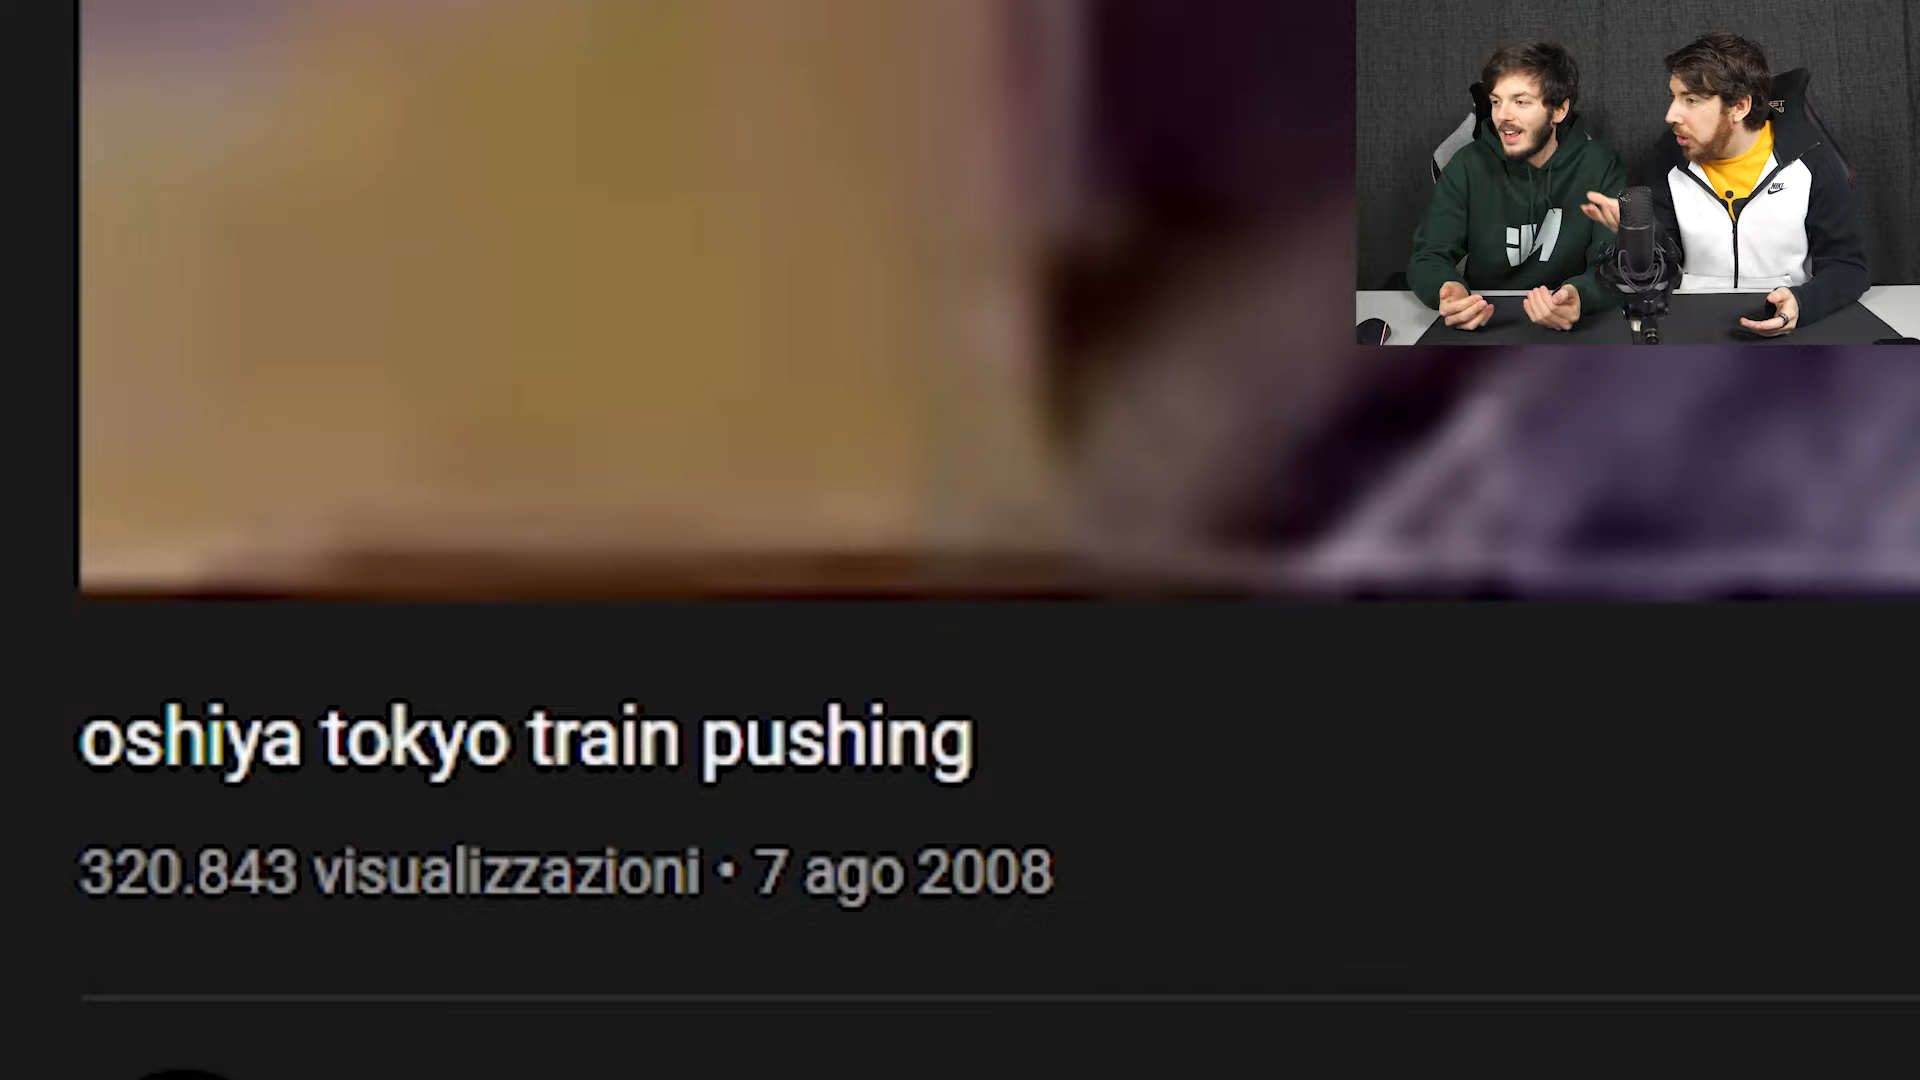 oshiya tokyo train pushing
320.843 visualizzazioni • 7 ago 2008